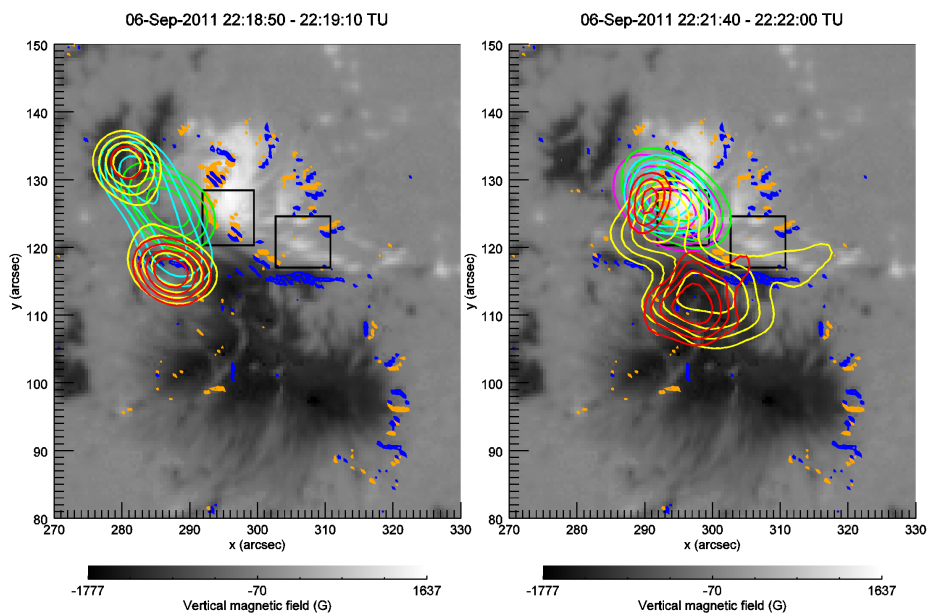 06-Sep-2011 22:18:50 - 22:19:10 TU
06-Sep-2011 22:21:40 - 22:22:00 TU
150
140
130
120
110
100
90
80
y (arcsec)
270 280 290 300 310 320 330
x (arcsec)
150
140
130
120
110
100
90
80
y (arcsec)
270 280 290 300 310 320 330
x (arcsec)
-1777 -70 1637
Vertical magnetic field (G)
-1777 -70 1637
Vertical magnetic field (G)